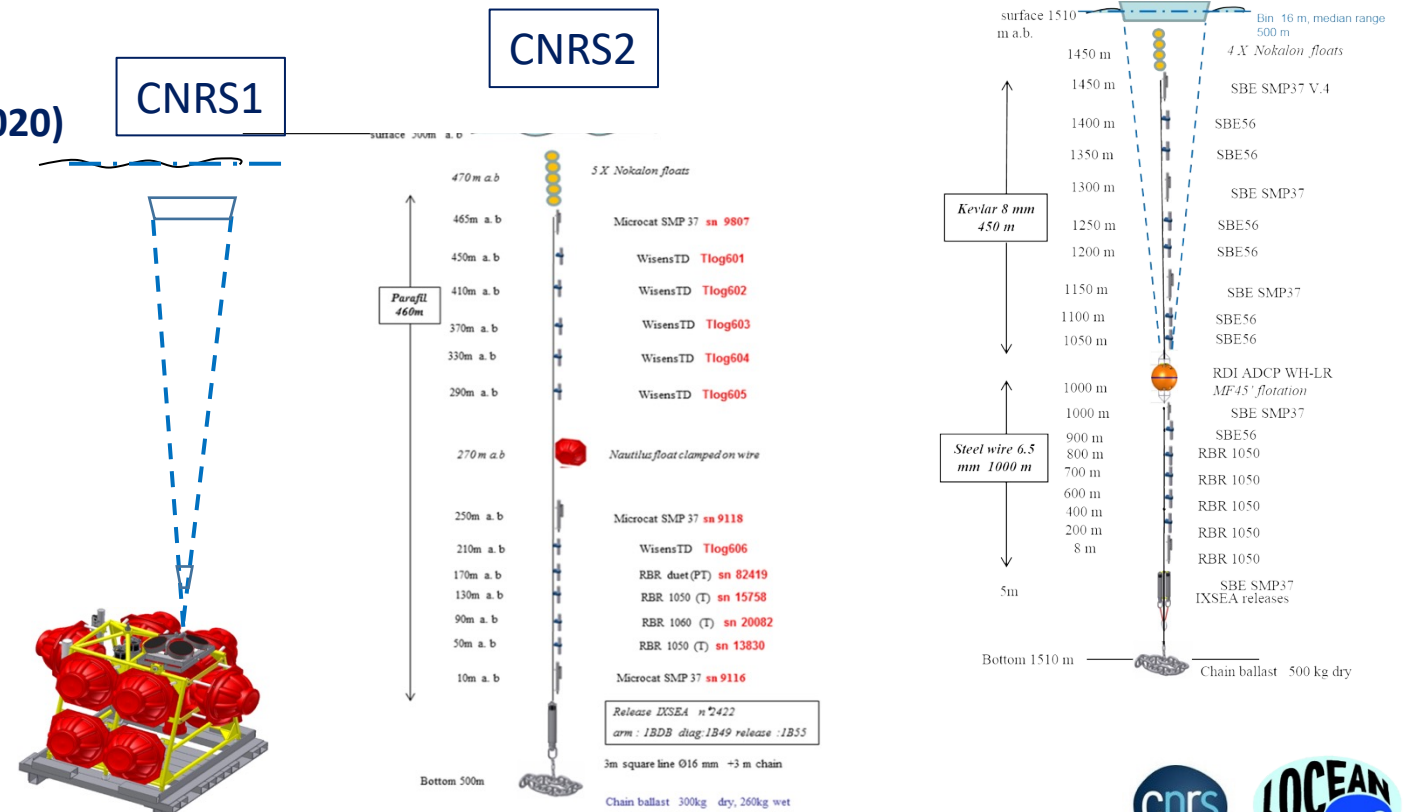 020)
CNRS1
CNRS2
surface 500m a. b
470 m a.b
5 X Nokalon floats
465m a. b
Microcat SMP 37 sn 9807
450m a. b
WisensTD Tlog601
410m a. b
WisensTD Tlog602
Parafil
460m
370m a. b
WisensTD Tlog603
330m a. b
WisensTD Tlog604
290m a. b
WisensTD Tlog605
270 m a.b
Nautilus float clamped on wire
250m a. b
Microcat SMP 37 sn 9118
210m a. b
WisensTD Tlog606
170m a. b
RBR duet (PT) sn 82419
130m a. b
RBR 1050 (T) sn 15758
90m a. b
RBR 1060 (T) sn 20082
50m a. b
RBR 1050 (T) sn 13830
10m a. b
Microcat SMP 37 sn 9116
Release IXSEA n°2422
arm : 1BDB diag:1B49 release :1B55
3m square line Ø16 mm +3 m chain
Bottom 500m
Chain ballast 300kg dry, 260kg wet
surface 1510
m a.b.
Bin 16 m, median range
500 m
1450 m
4 X Nokalon floats
1450 m
SBE SMP37 V.4
1400 m
SBE56
1350 m
SBE56
1300 m
SBE SMP37
Kevlar 8 mm
450 m
1250 m
SBE56
1200 m
SBE56
1150 m
SBE SMP37
1100 m
SBE56
1050 m
SBE56
RDI ADCP WH-LR
MF45' flotation
1000 m
1000 m
SBE SMP37
900 m
SBE56
Steel wire 6.5
mm 1000 m
800 m
RBR 1050
700 m
RBR 1050
600 m
RBR 1050
400 m
200 m
RBR 1050
8 m
RBR 1050
5m
SBE SMP37
IXSEA releases
Bottom 1510 m
Chain ballast 500 kg dry
cnrs
LOCEAN